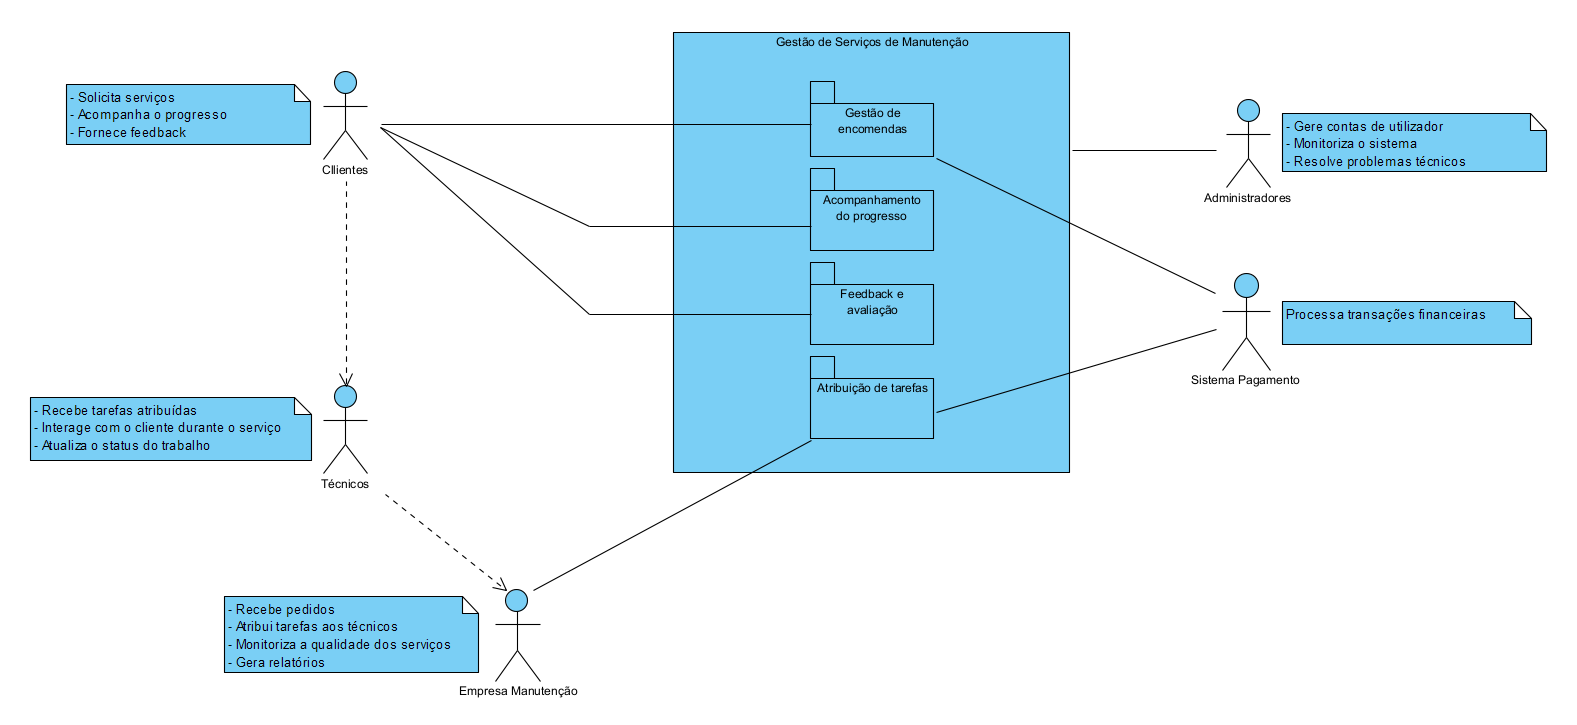 Gestão de Serviços de Manutenção
- Solicita serviços
- Acompanha o progresso
- Fornece feedback
Cllientes
Gestão de
encomendas
Acompanhamento
do progresso
Feedback e
avaliação
Atribuição de tarefas
- Gere contas de utilizador
- Monitoriza o sistema
- Resolve problemas técnicos
Administradores
Processa transações financeiras
Sistema Pagamento
- Recebe tarefas atribuídas
- Interage com o cliente durante o serviço
- Atualiza o status do trabalho
Técnicos
- Recebe pedidos
- Atribui tarefas aos técnicos
- Monitoriza a qualidade dos serviços
- Gera relatórios
Empresa Manutenção